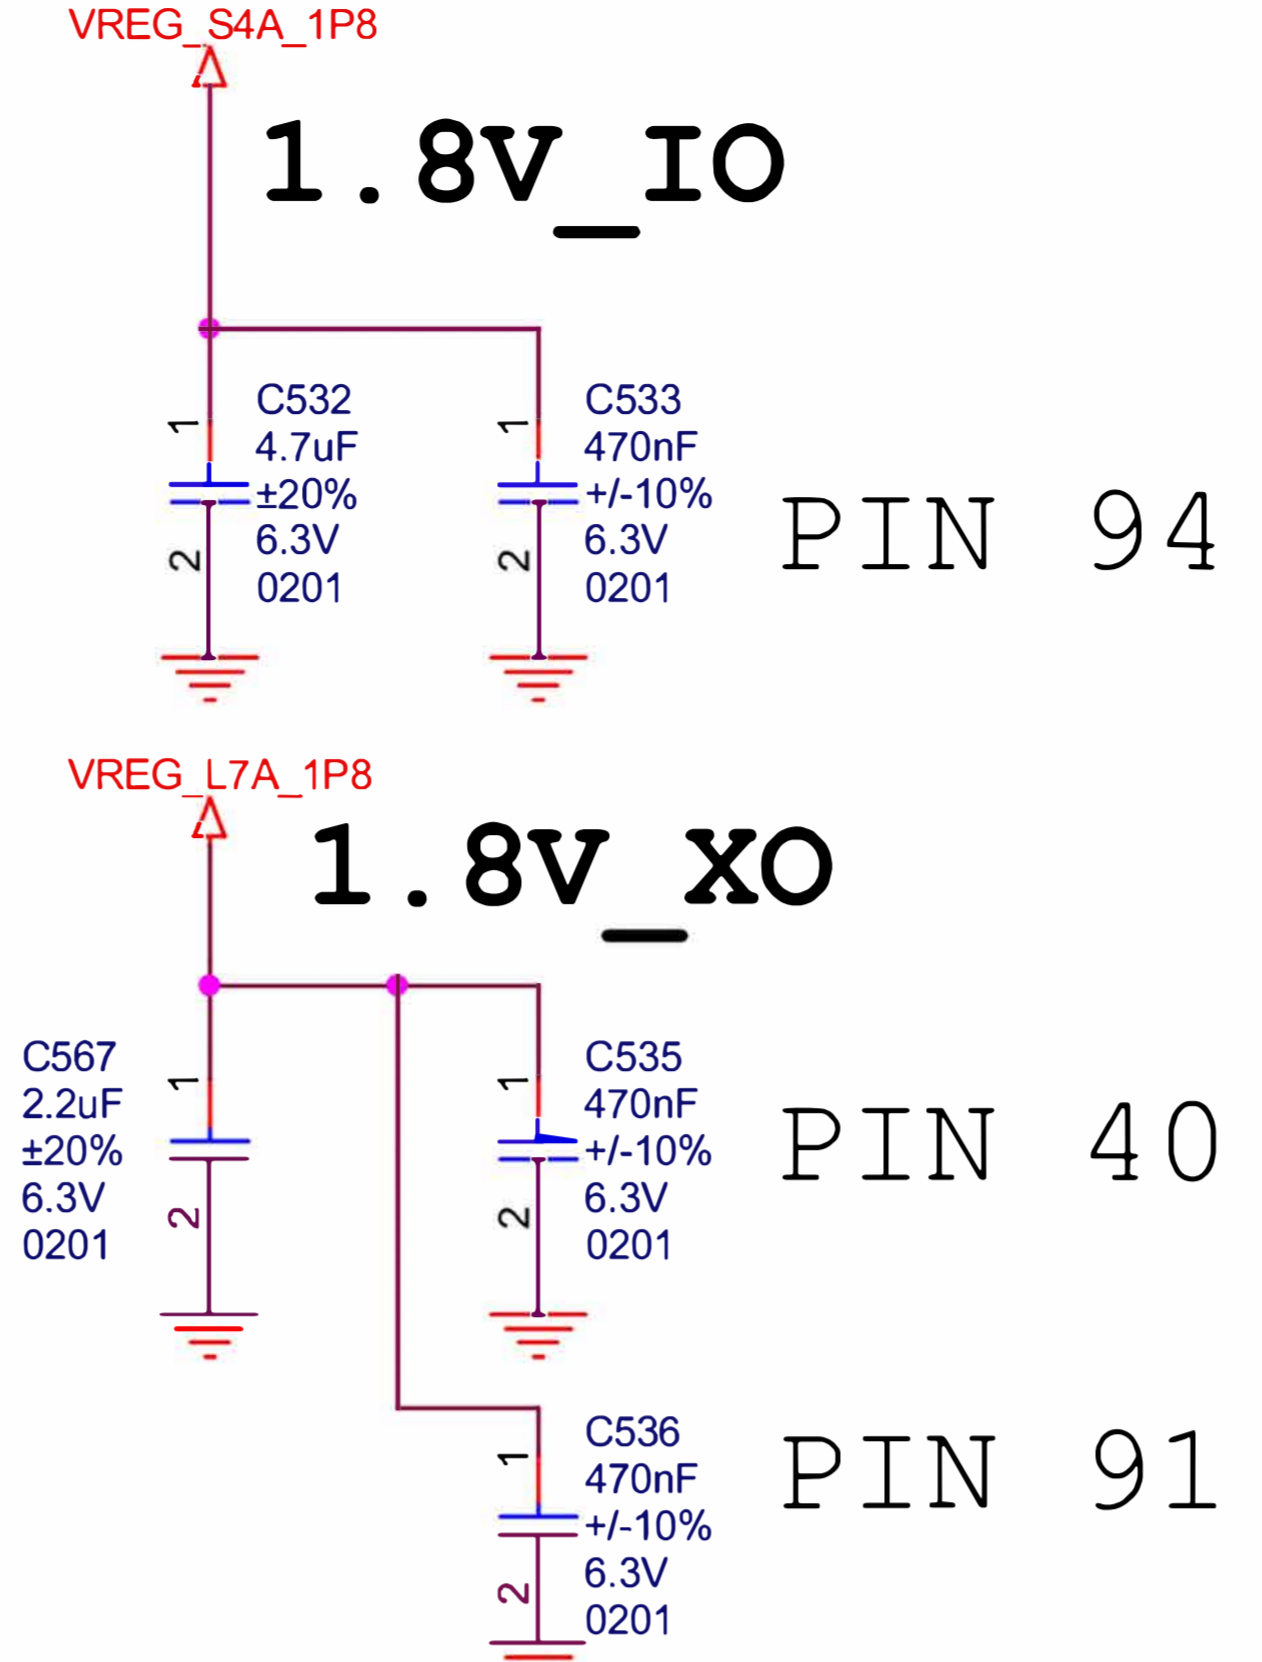 VREG_S4A_1P8
1.8V_IO
1
C532
4.7uF
±20%
6.3V
0201
2
1
C533
470nF
+/-10%
6.3V
0201
2
PIN 94
VREG_L7A_1P8
1.8V_XO
C567
2.2uF
±20%
6.3V
0201
1
2
1
C535
470nF
+/-10%
6.3V
0201
2
PIN 40
1
C536
470nF
+/-10%
6.3V
0201
2
PIN 91